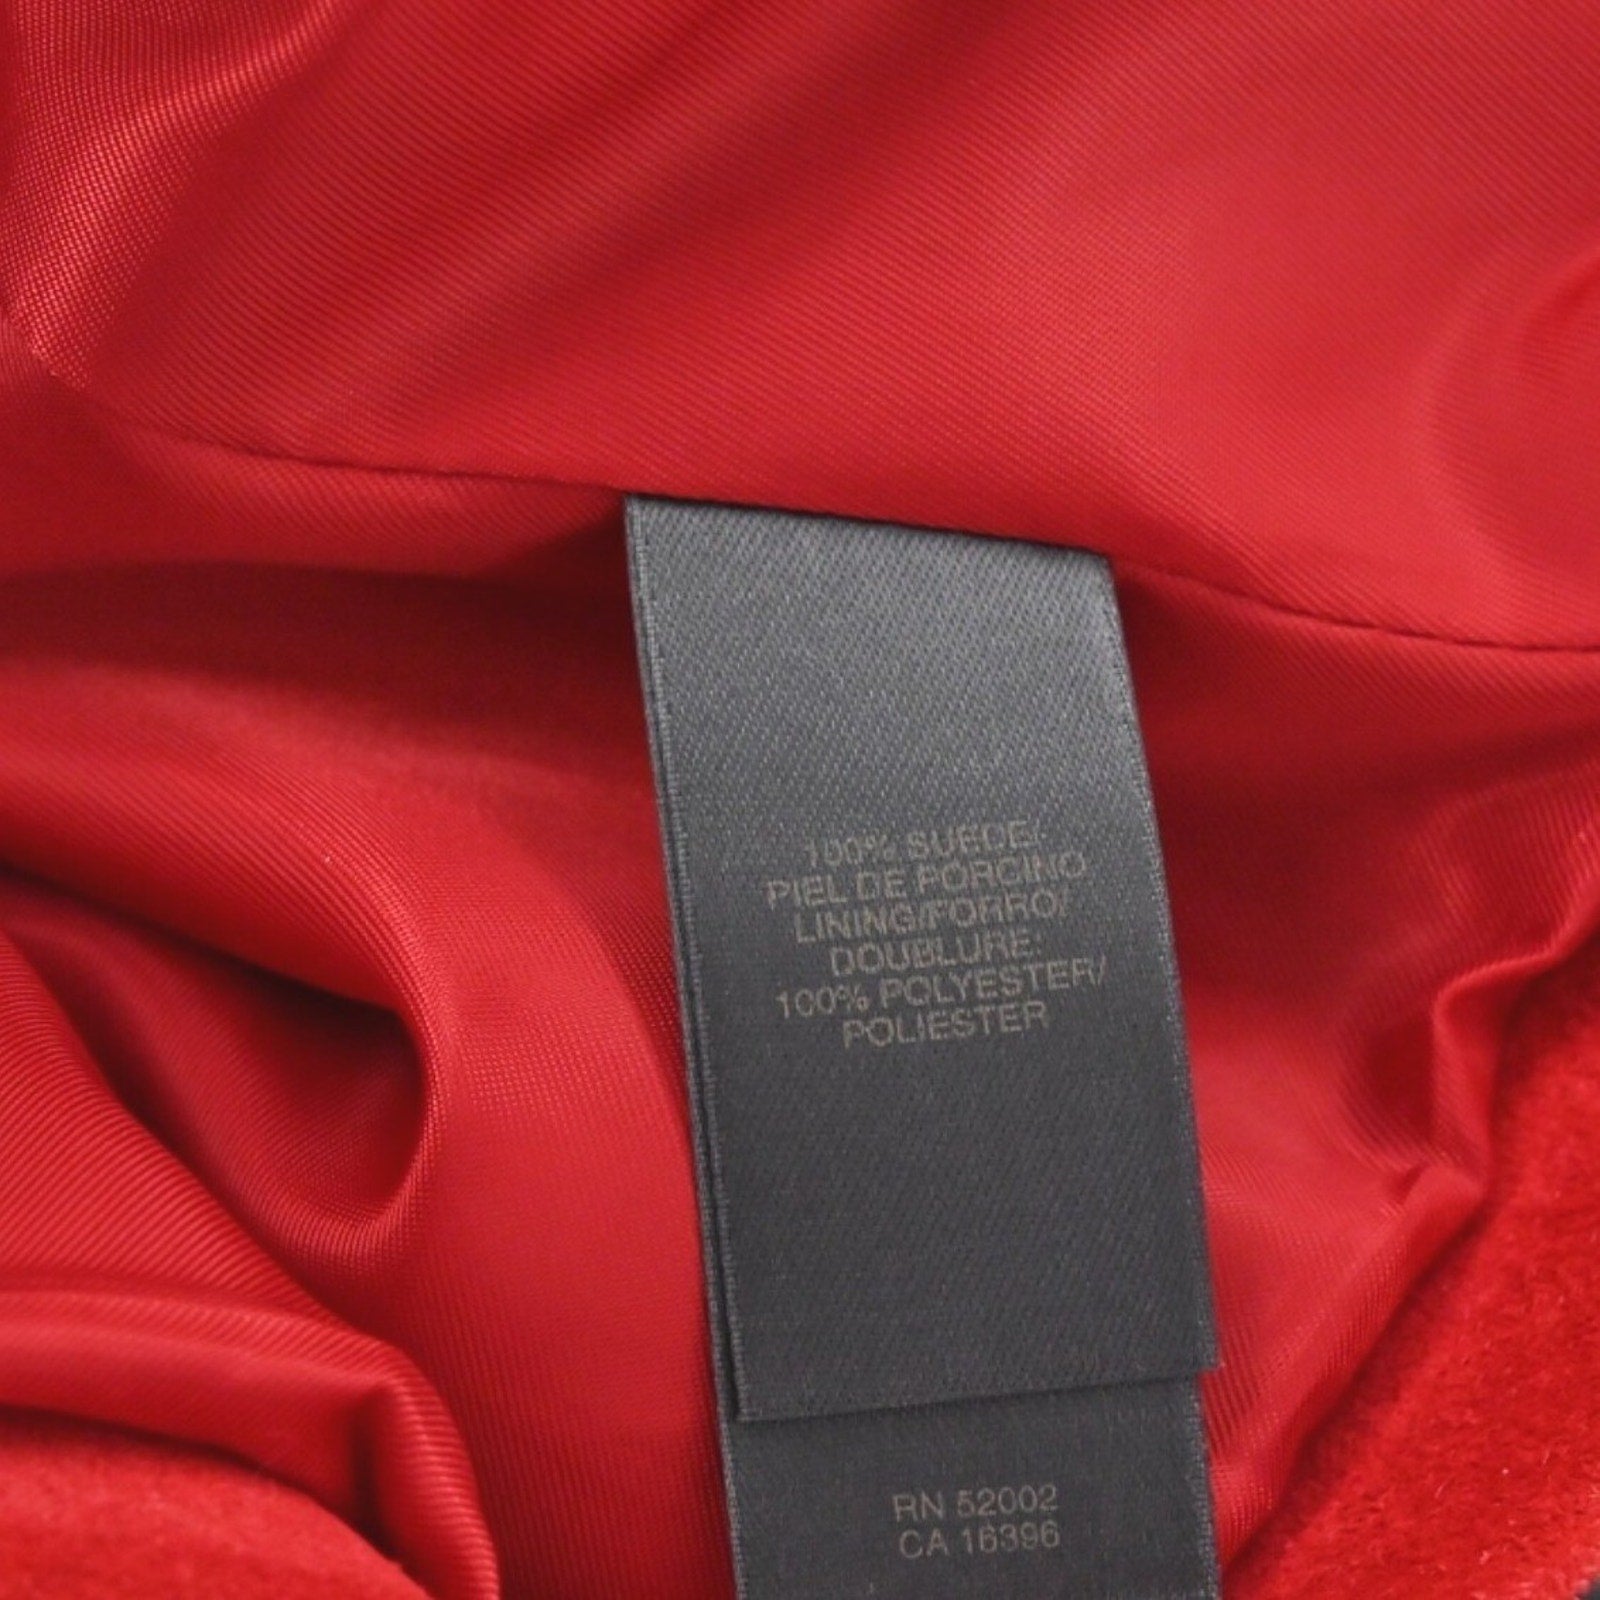 100% SUEDE/
PIEL DE PORCINO
LINING/FORRO/
DOUBLURE:
100% POLYESTER/
POLIESTER
RN 52002
CA 16396